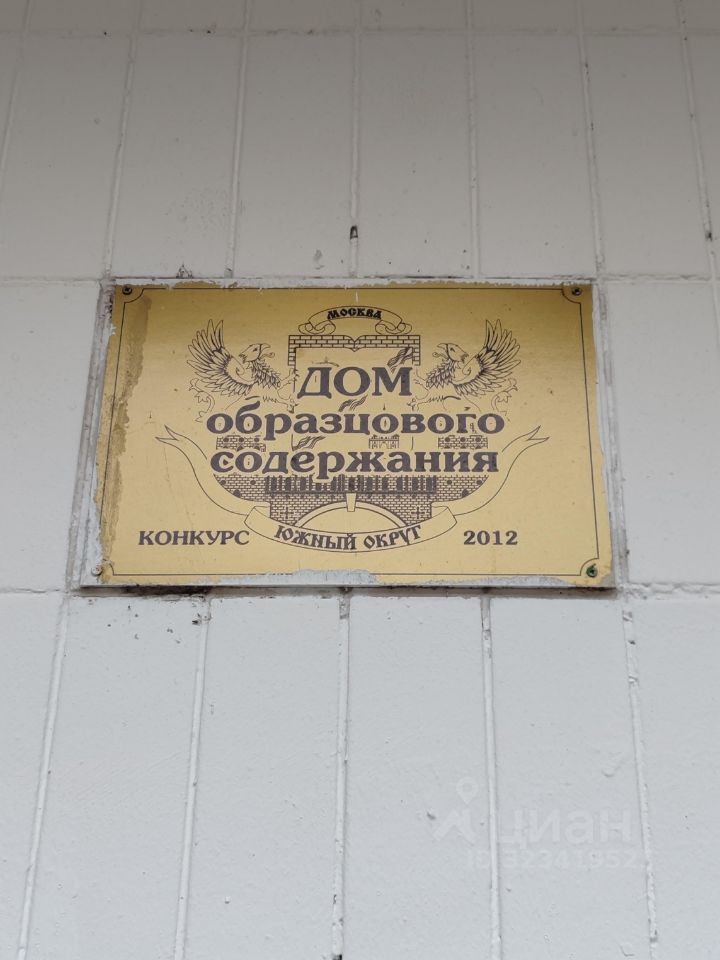 МОСКВА
ДОМ
образцового
содержания
КОНКУРС ЮЖНЫЙ ОКРУГ 2012
циан